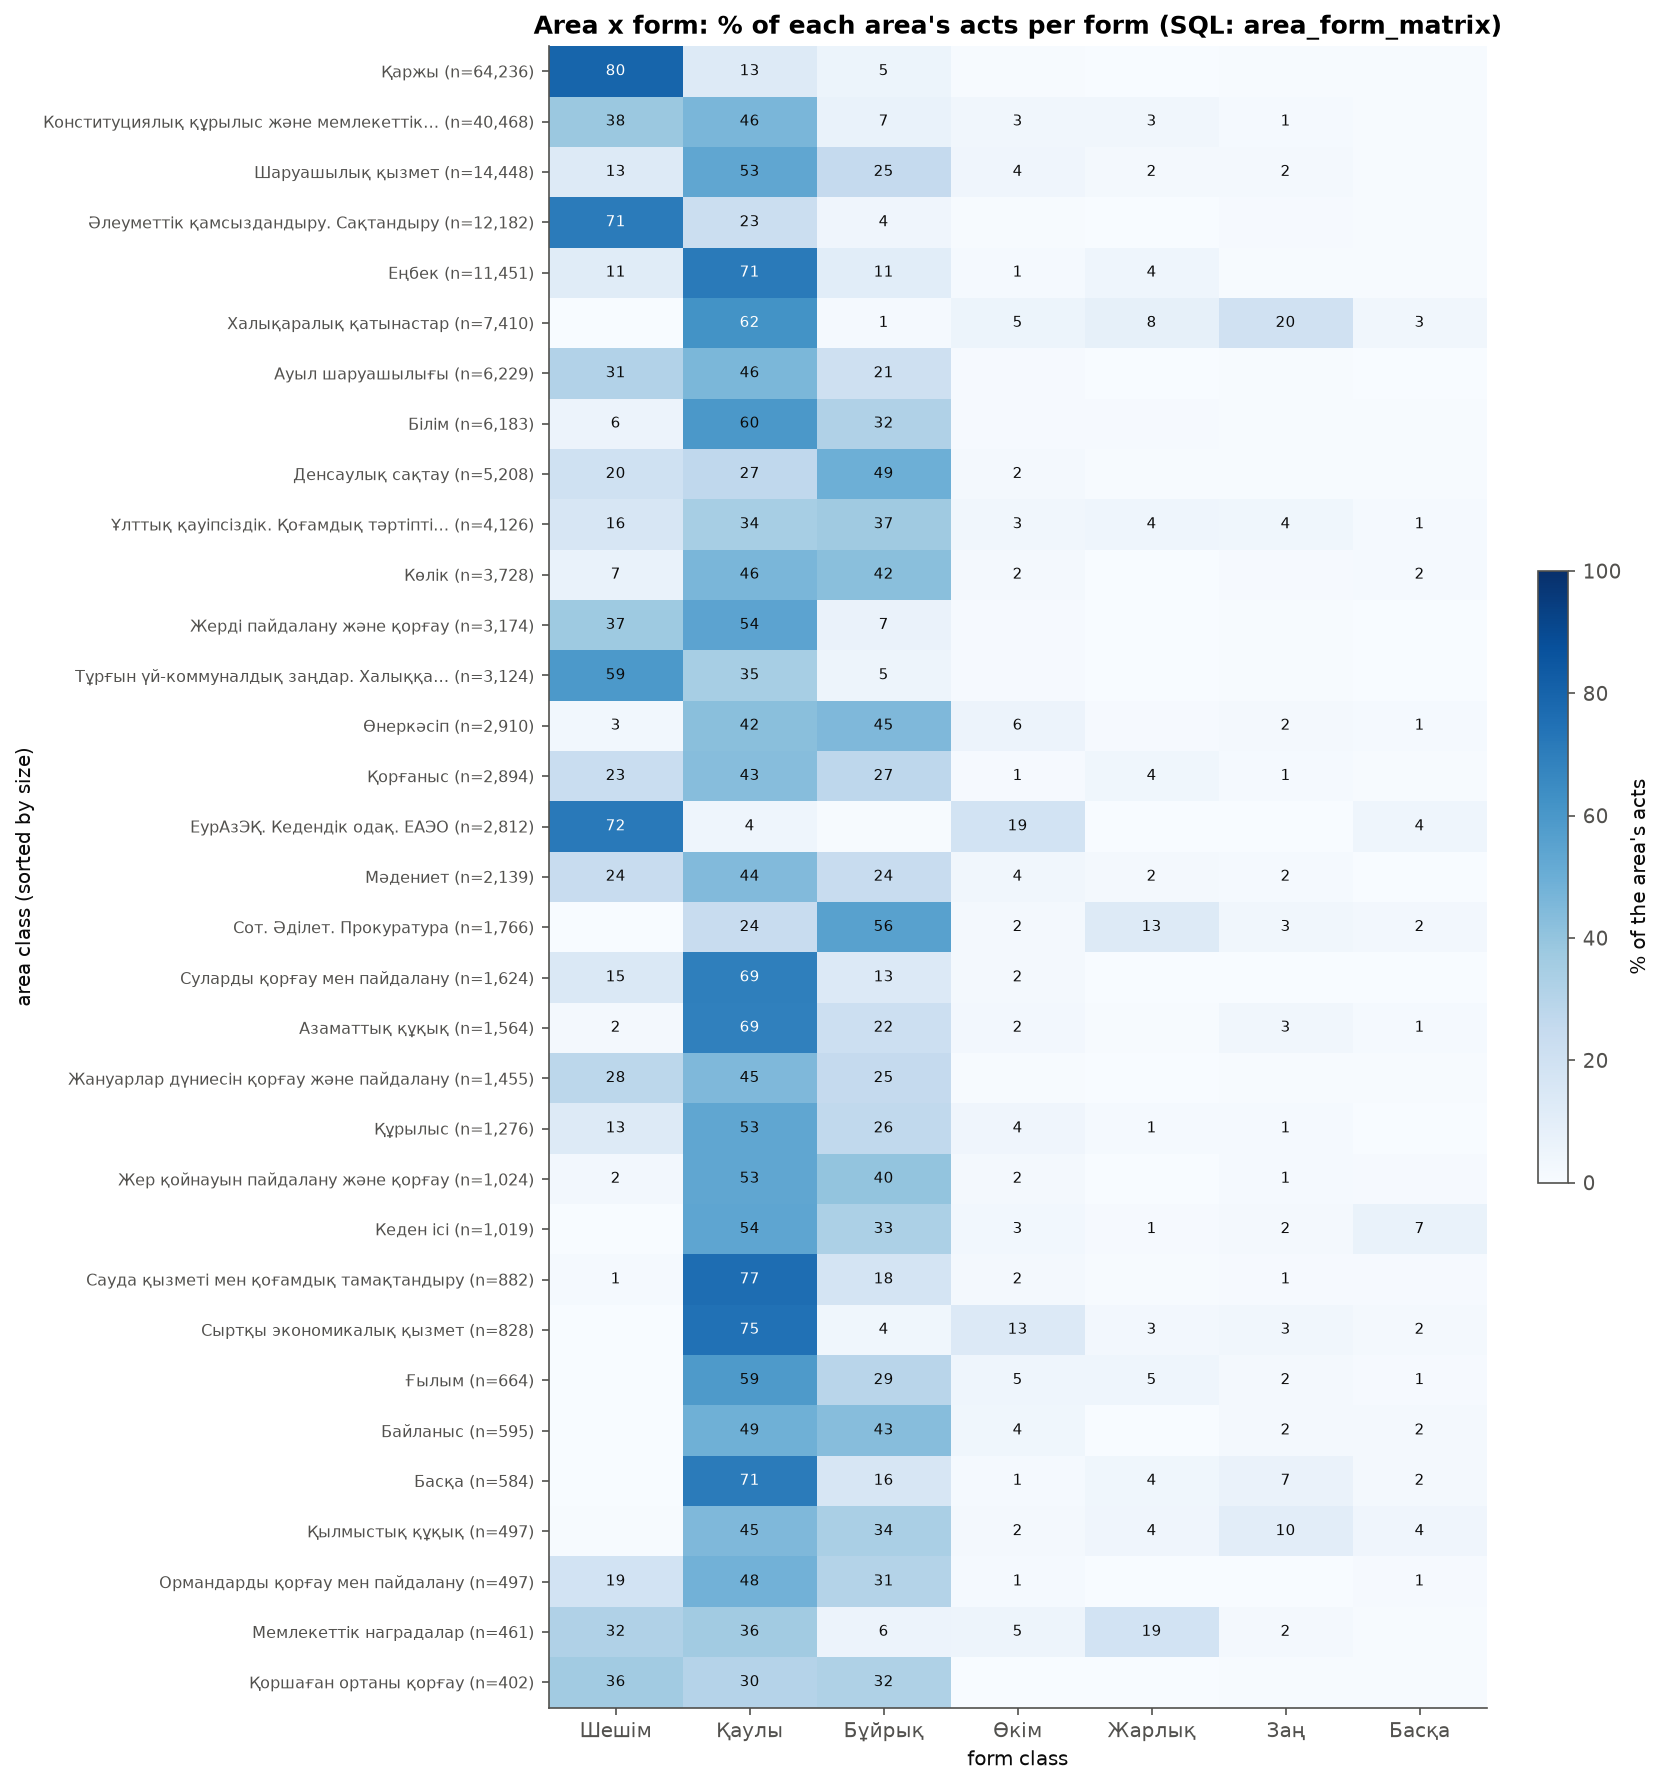 Area x form: % of each area's acts per form (SQL: area_form_matrix)
Қаржы (n=64,236) 80 13 5
Конституциялық құрылыс және мемлекеттік... (n=40,468) 38 46 7 3 3 1
Шаруашылық қызмет (n=14,448) 13 53 25 4 2 2
Әлеуметтік қамсыздандыру. Сақтандыру (n=12,182) 71 23 4
Еңбек (n=11,451) 11 71 11 1 4
Халықаралық қатынастар (n=7,410) 62 1 5 8 20 3
Ауыл шаруашылығы (n=6,229) 31 46 21
Білім (n=6,183) 6 60 32
Денсаулық сақтау (n=5,208) 20 27 49 2
Ұлттық қауіпсіздік. Қоғамдық тәртіпті... (n=4,126) 16 34 37 3 4 4 1
Көлік (n=3,728) 7 46 42 2 2
Жерді пайдалану және қорғау (n=3,174) 37 54 7
Тұрғын үй-коммуналдық заңдар. Халыққа... (n=3,124) 59 35 5
Өнеркәсіп (n=2,910) 3 42 45 6 2 1
Қорғаныс (n=2,894) 23 43 27 1 4 1
ЕурАзЭҚ. Кедендік одақ. ЕАЭО (n=2,812) 72 4 19 4
Мәдениет (n=2,139) 24 44 24 4 2 2
Сот. Әділет. Прокуратура (n=1,766) 24 56 2 13 3 2
Суларды қорғау мен пайдалану (n=1,624) 15 69 13 2
Азаматтық құқық (n=1,564) 2 69 22 2 3 1
Жануарлар дүниесін қорғау және пайдалану (n=1,455) 28 45 25
Құрылыс (n=1,276) 13 53 26 4 1 1
Жер қойнауын пайдалану және қорғау (n=1,024) 2 53 40 2 1
Кеден ісі (n=1,019) 54 33 3 1 2 7
Сауда қызметі мен қоғамдық тамақтандыру (n=882) 1 77 18 2 1
Сыртқы экономикалық қызмет (n=828) 75 4 13 3 3 2
Ғылым (n=664) 59 29 5 5 2 1
Байланыс (n=595) 49 43 4 2 2
Басқа (n=584) 71 16 1 4 7 2
Қылмыстық құқық (n=497) 45 34 2 4 10 4
Ормандарды қорғау мен пайдалану (n=497) 19 48 31 1 1
Мемлекеттік наградалар (n=461) 32 36 6 5 19 2
Қоршаған ортаны қорғау (n=402) 36 30 32
Шешім Қаулы Бұйрық Өкім Жарлық Заң Басқа
form class
area class (sorted by size)
100
80
60
40
20
0
% of the area's acts